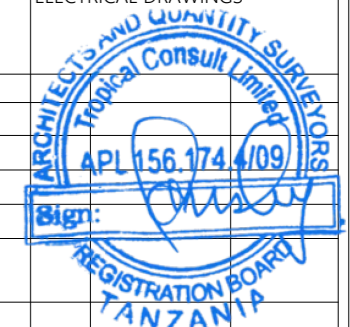 ELECTRICAL DRAWINGS
ARCHITECTS AND QUANTITY SURVEYORS
Tropical Consult Limited
APL 156.174.4/09
Sign:
REGISTRATION BOARD
TANZANIA